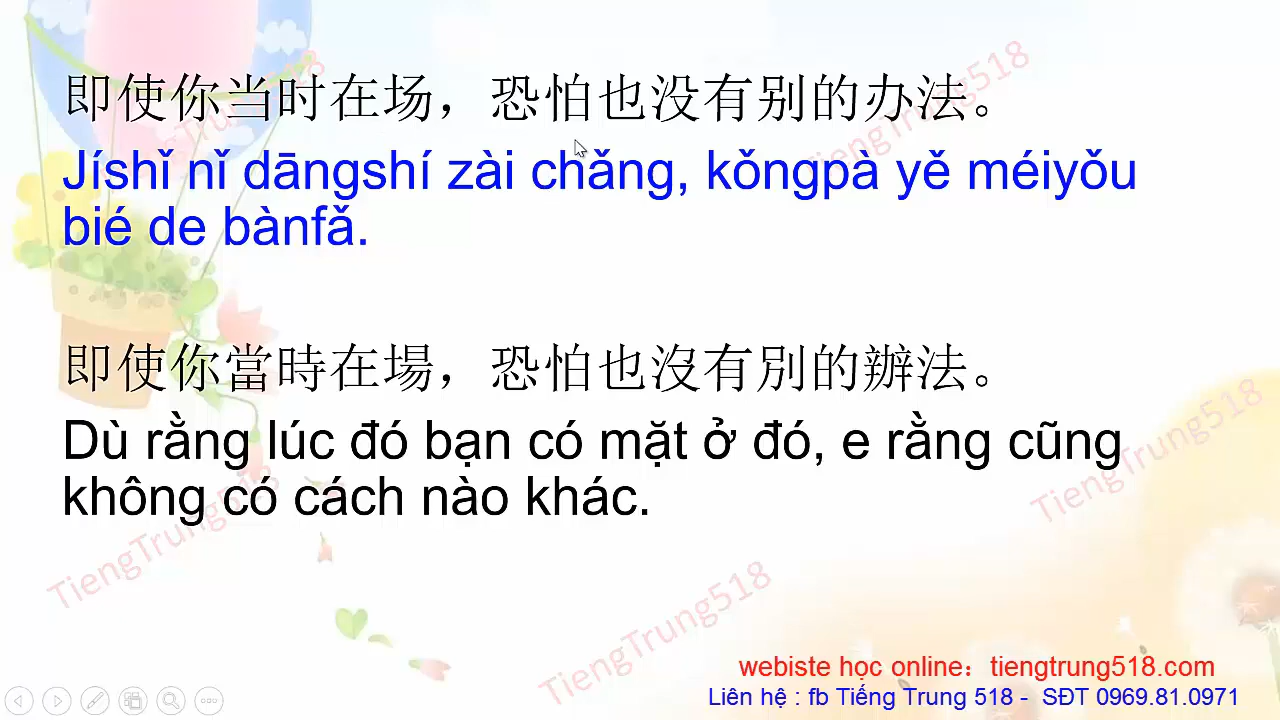 即使你当时在场，恐怕也没有别的办法。
Jíshǐ nǐ dāngshí zài chǎng, kǒngpà yě méiyǒu
bié de bànfǎ.
即使你當時在場，恐怕也沒有別的辦法。
Dù rằng lúc đó bạn có mặt ở đó, e rằng cũng
không có cách nào khác.
TiengTrung518
TiengTrung518
TiengTrung518
TiengTrung518
TiengTrung518
webiste học online：tiengtrung518.com
Liên hệ : fb Tiếng Trung 518 - SĐT 0969.81.0971